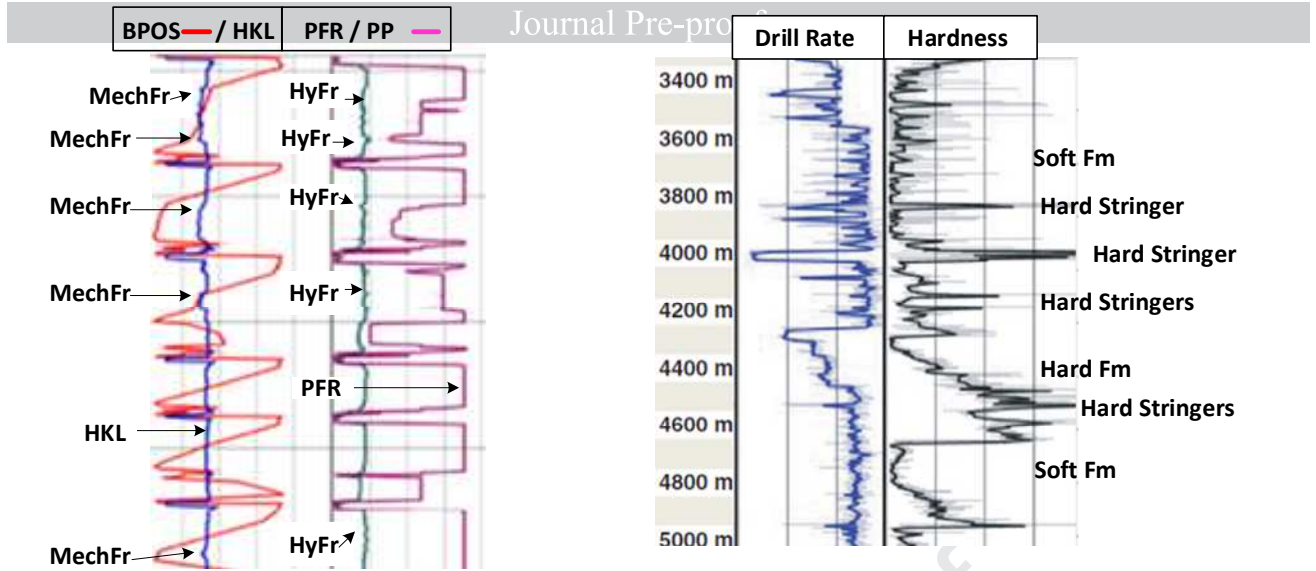 Journal Pre-proof
BPOS / HKL
PFR / PP
Drill Rate
Hardness
MechFr
MechFr
MechFr
MechFr
HKL
MechFr
HyFr
HyFr
HyFr
HyFr
PFR
HyFr
3400 m
3600 m
3800 m
4000 m
4200 m
4400 m
4600 m
4800 m
5000 m
Soft Fm
Hard Stringer
Hard Stringer
Hard Stringers
Hard Fm
Hard Stringers
Soft Fm